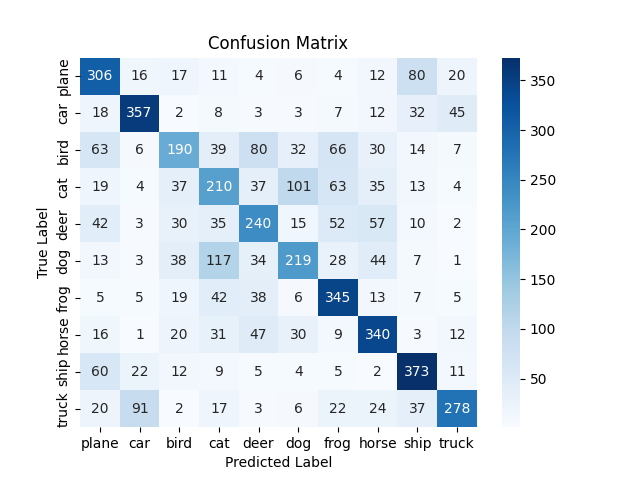 Confusion Matrix
plane 306 16 17 11 4 6 4 12 80 20
car 18 357 2 8 3 3 7 12 32 45
bird 63 6 190 39 80 32 66 30 14 7
cat 19 4 37 210 37 101 63 35 13 4
deer 42 3 30 35 240 15 52 57 10 2
dog 13 3 38 117 34 219 28 44 7 1
frog 5 5 19 42 38 6 345 13 7 5
horse 16 1 20 31 47 30 9 340 3 12
ship 60 22 12 9 5 4 5 2 373 11
truck 20 91 2 17 3 6 22 24 37 278
plane car bird cat deer dog frog horse ship truck
Predicted Label
True Label
350
300
250
200
150
100
50